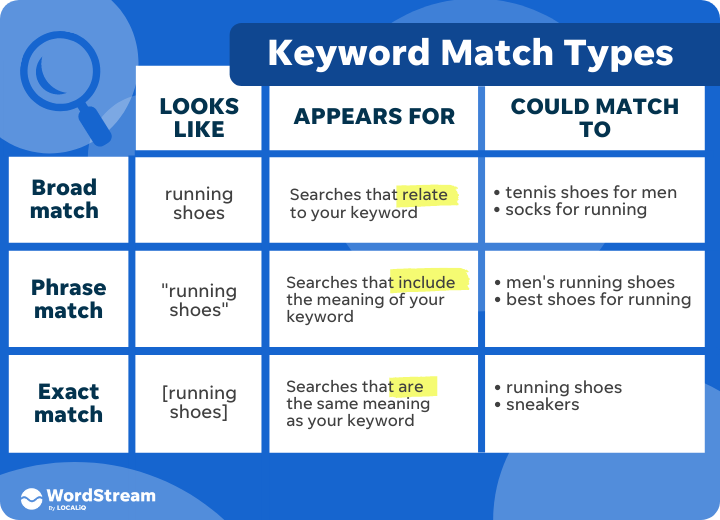 Keyword Match Types
LOOKS
LIKE
APPEARS FOR
COULD MATCH
TO
Broad
match
running
shoes
Searches that relate
to your keyword
• tennis shoes for men
• socks for running
Phrase
match
"running
shoes"
Searches that include
the meaning of your
keyword
• men's running shoes
• best shoes for running
Exact
match
[running
shoes]
Searches that are
the same meaning
as your keyword
• running shoes
• sneakers
WordStream
By LOCALiQ